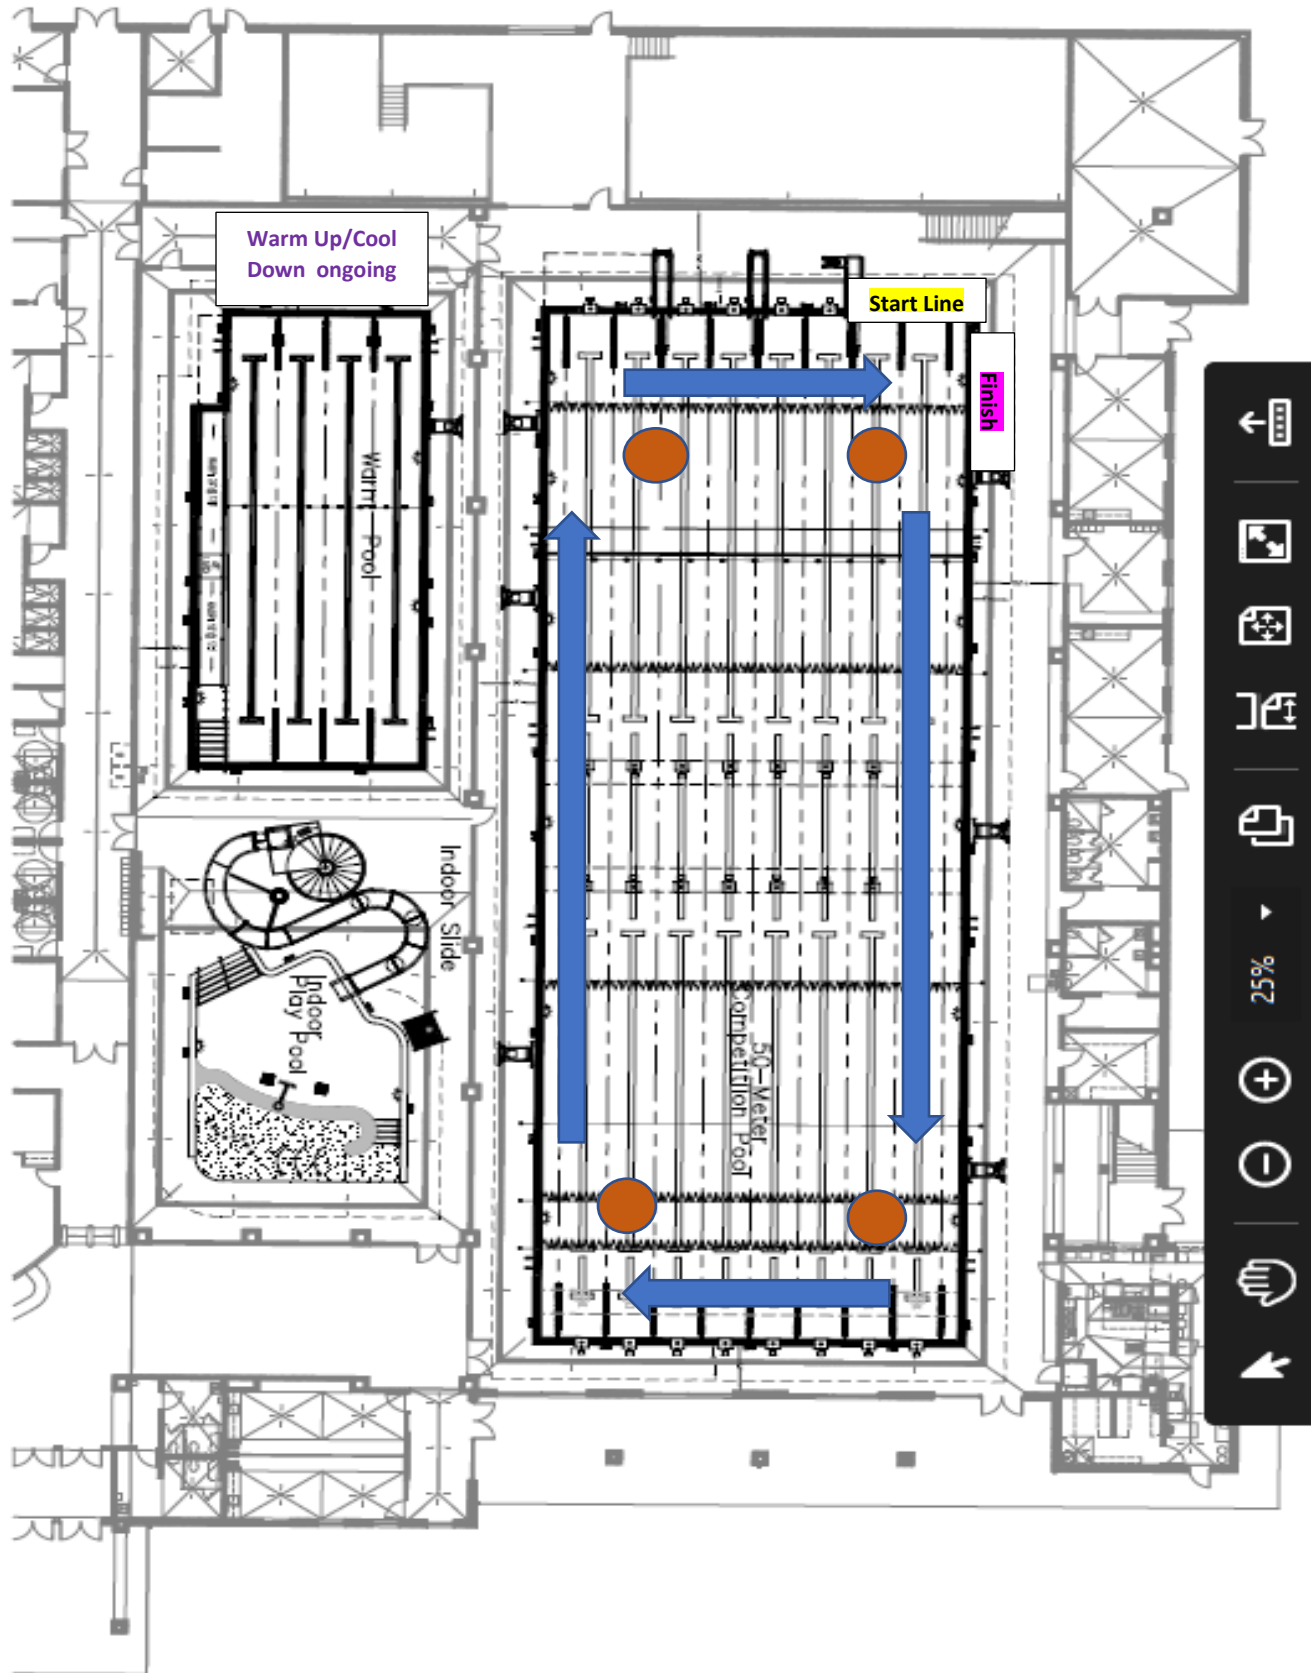 Warm Up/Cool
Down ongoing
Start Line
Finish
Warm Pool
Indoor Slide
Indoor
Play Pool
50-Meter
Competition Pool
25%